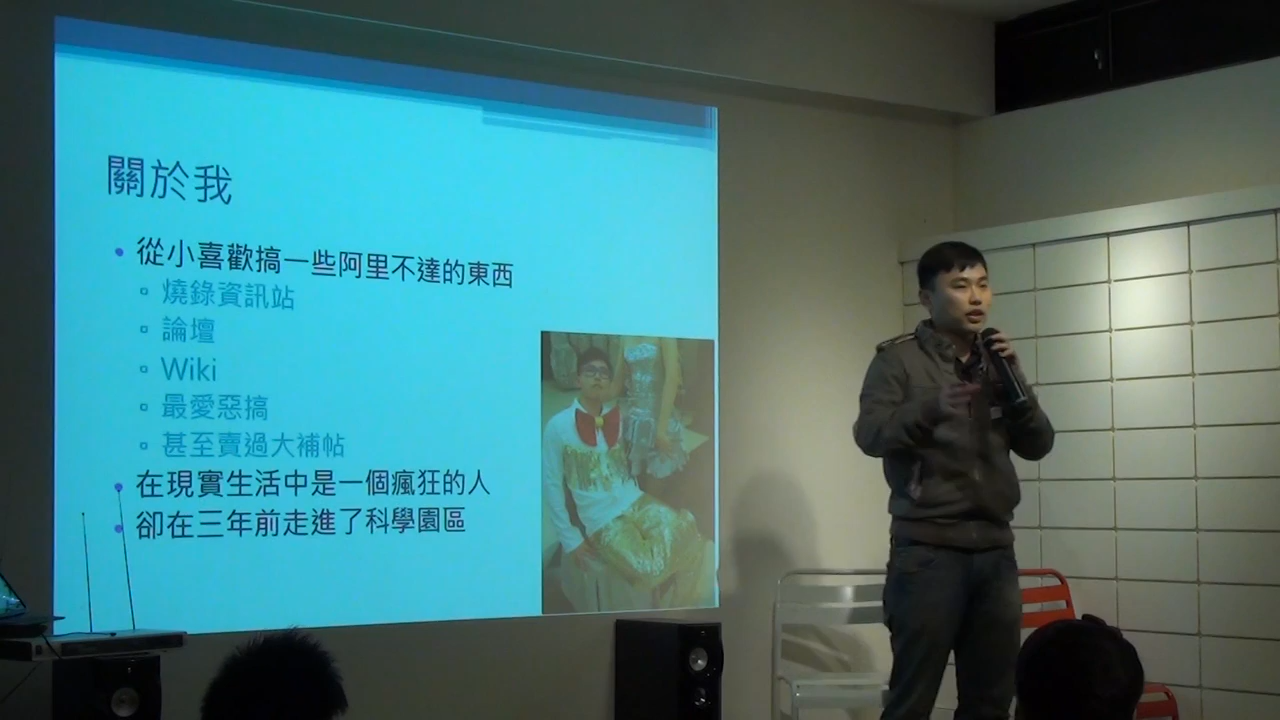 關於我
從小喜歡搞一些阿里不達的東西
燒錄資訊站
論壇
Wiki
最愛惡搞
甚至賣過大補帖
在現實生活中是一個瘋狂的人
卻在三年前走進了科學園區